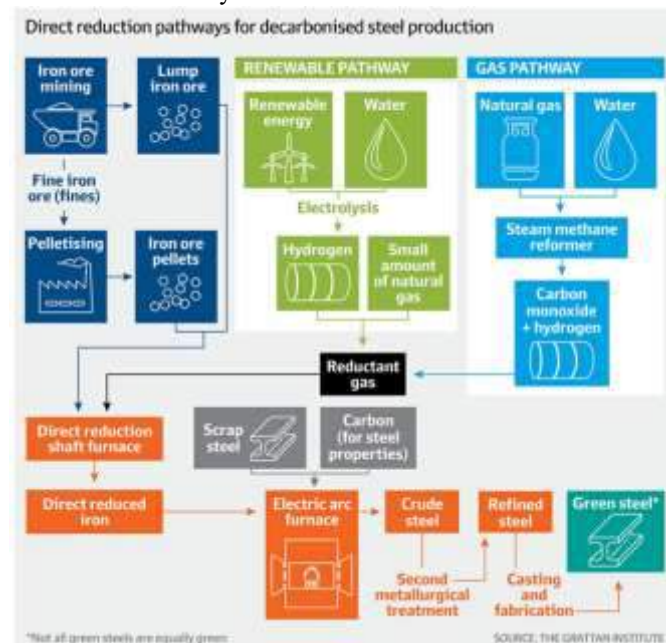 Direct reduction pathways for decarbonised steel production
Iron ore
mining
Lump
iron ore
Fine iron
ore (fines)
Pelletising
Iron ore
pellets
RENEWABLE PATHWAY
Renewable
energy
Water
Electrolysis
Hydrogen
Small
amount
of natural
gas
GAS PATHWAY
Natural gas
Water
Steam methane
reformer
Carbon
monoxide
+ hydrogen
Reductant
gas
Direct reduction
shaft furnace
Scrap
steel
Carbon
(for steel
properties)
Direct reduced
iron
Electric arc
furnace
Crude
steel
Refined
steel
Green steel*
Second
metallurgical
treatment
Casting
and
fabrication
*Not all green steels are equally green
SOURCE: THE GRATTAN INSTITUTE